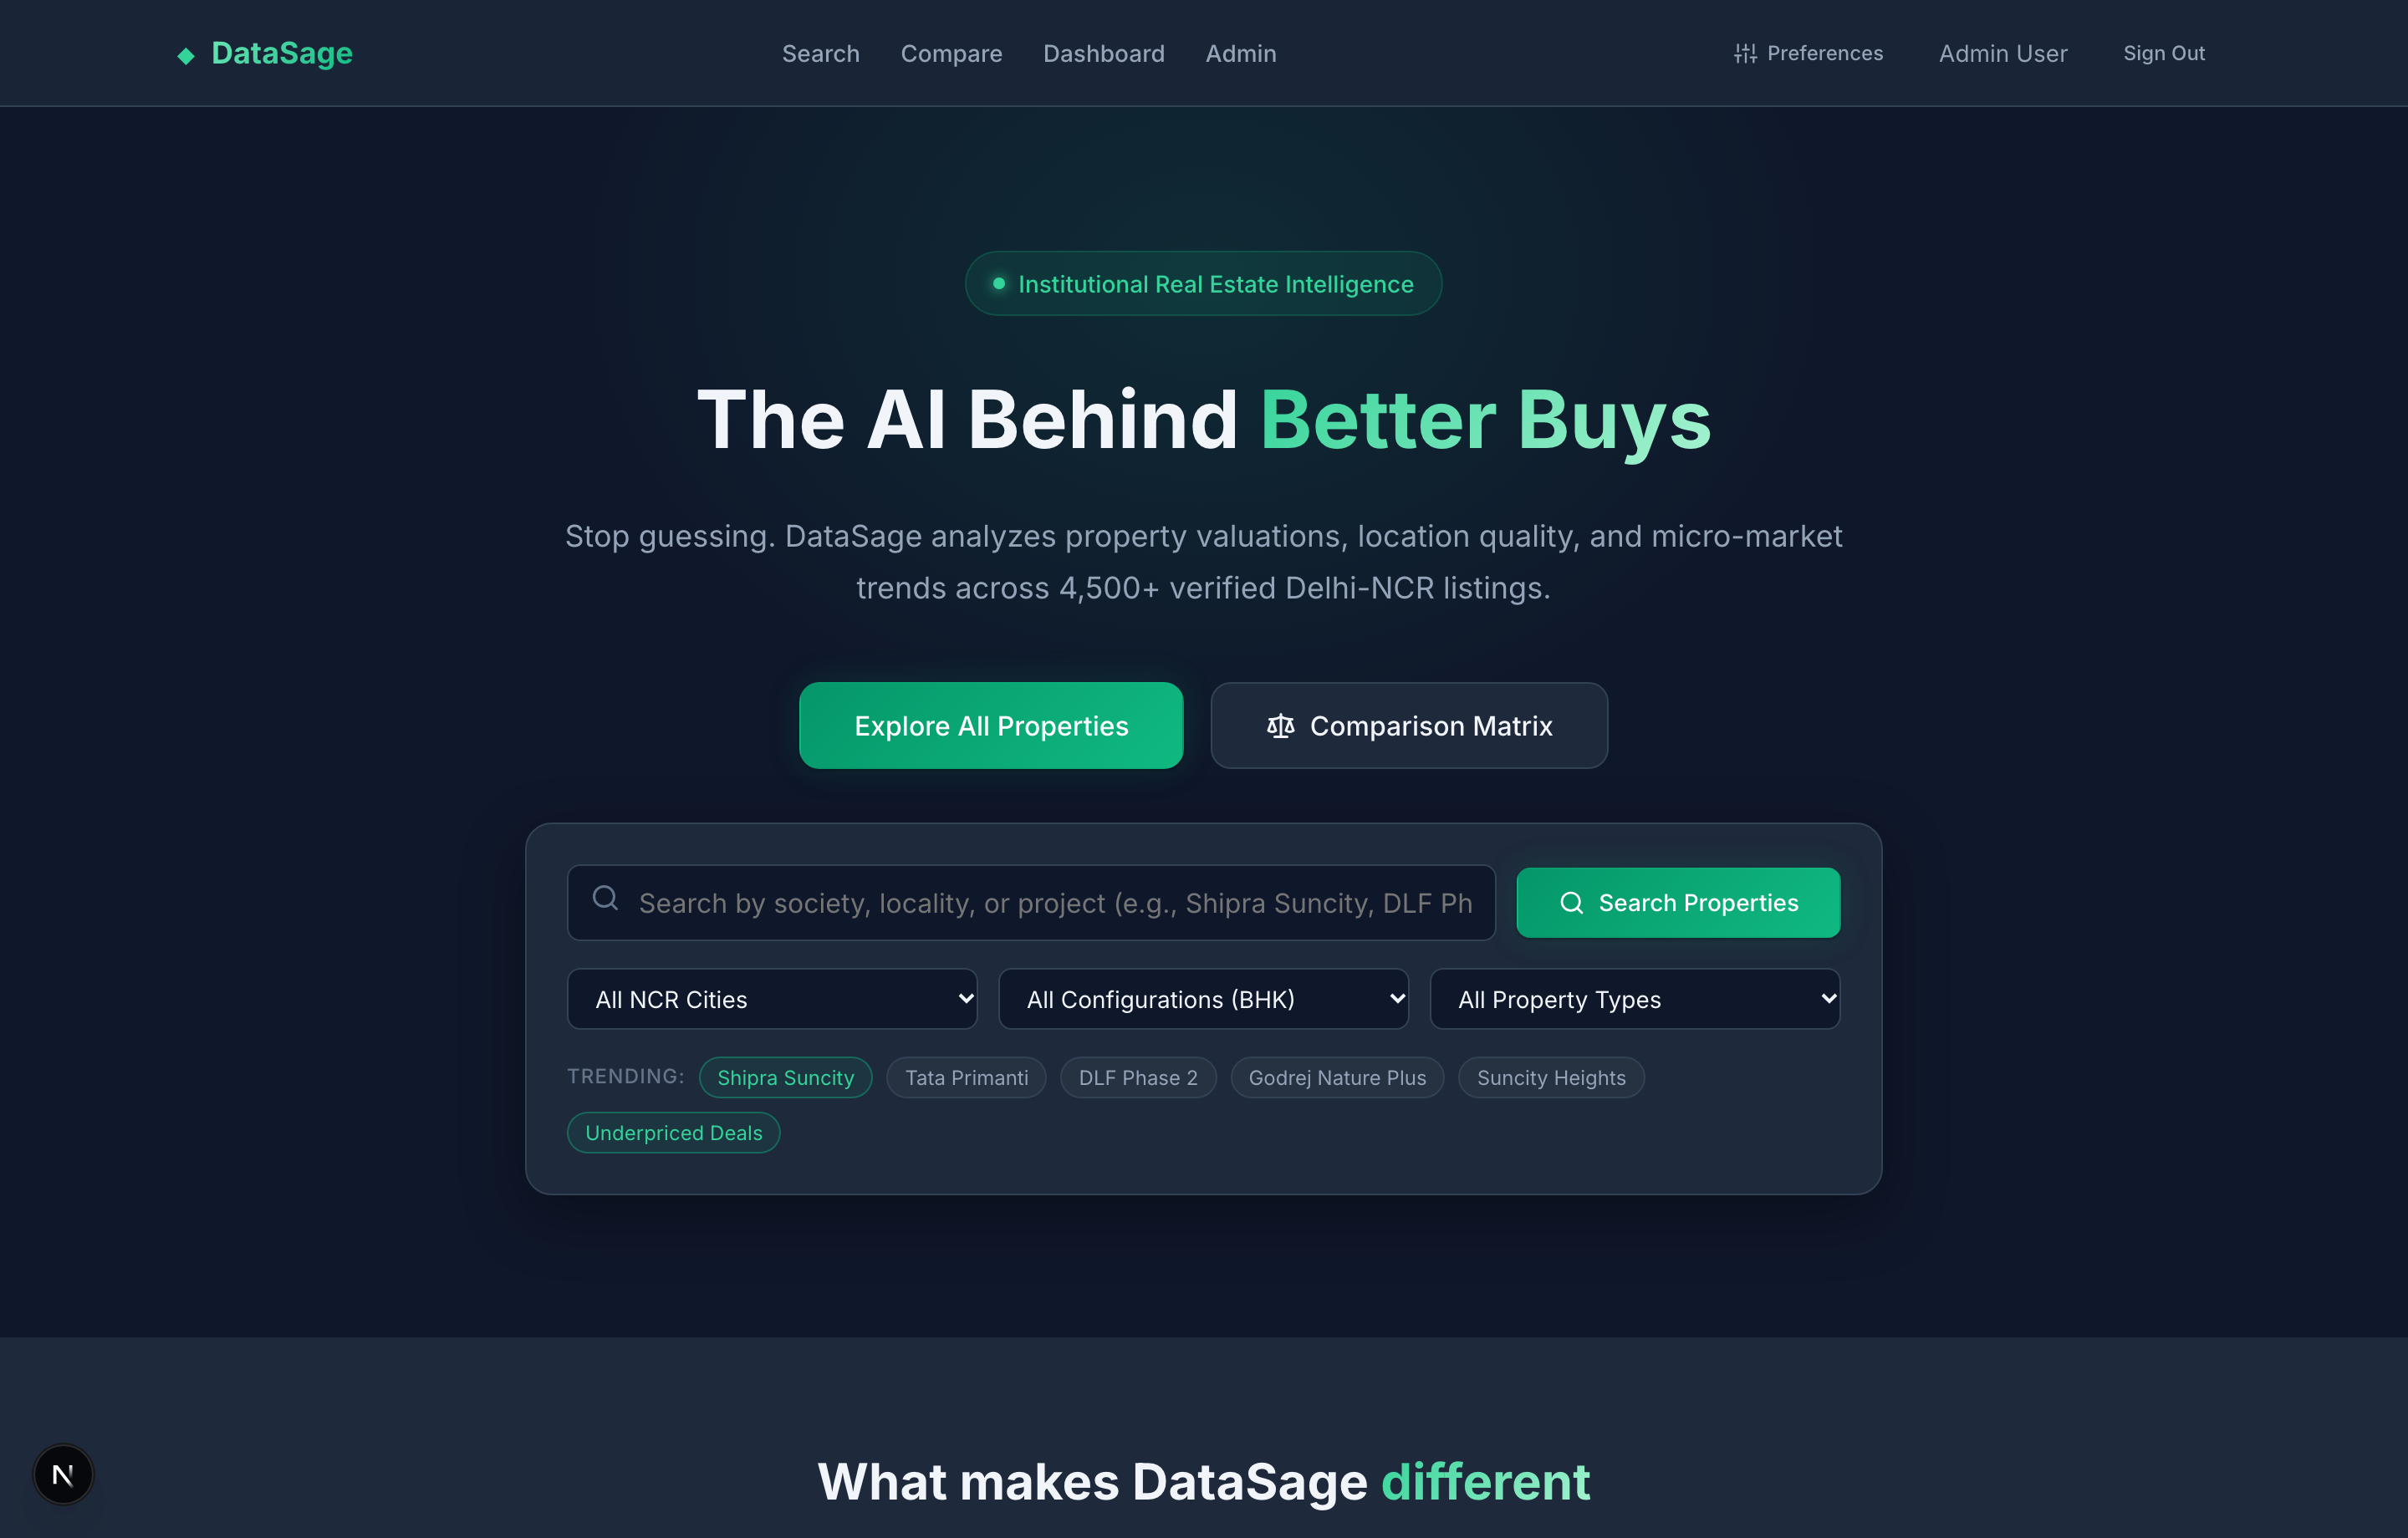 DataSage
Search
Compare
Dashboard
Admin
Preferences
Admin User
Sign Out
Institutional Real Estate Intelligence
The AI Behind Better Buys
Stop guessing. DataSage analyzes property valuations, location quality, and micro-market
trends across 4,500+ verified Delhi-NCR listings.
Explore All Properties
Comparison Matrix
Search by society, locality, or project (e.g., Shipra Suncity, DLF Ph
Search Properties
All NCR Cities
All Configurations (BHK)
All Property Types
TRENDING:
Shipra Suncity
Tata Primanti
DLF Phase 2
Godrej Nature Plus
Suncity Heights
Underpriced Deals
What makes DataSage different
N